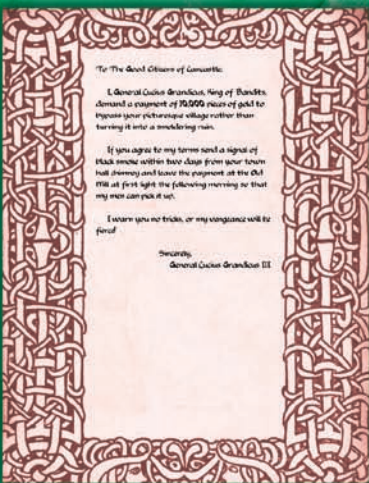 To The Good Citizens of Lancastle,
I, General Lucius Grandicus, King of Bandits,
demand a payment of 70,000 pieces of gold to
bypass your picturesque village rather than
turning it into a smoldering ruin.
If you agree to my terms send a signal of
black smoke within two days from your town
hall chimney and leave the payment at the Old
Mill at first light the following morning so that
my men can pick it up.
I warn you no tricks, or my vengeance will be
fierce!
Sincerely,
General Lucius Grandicus III